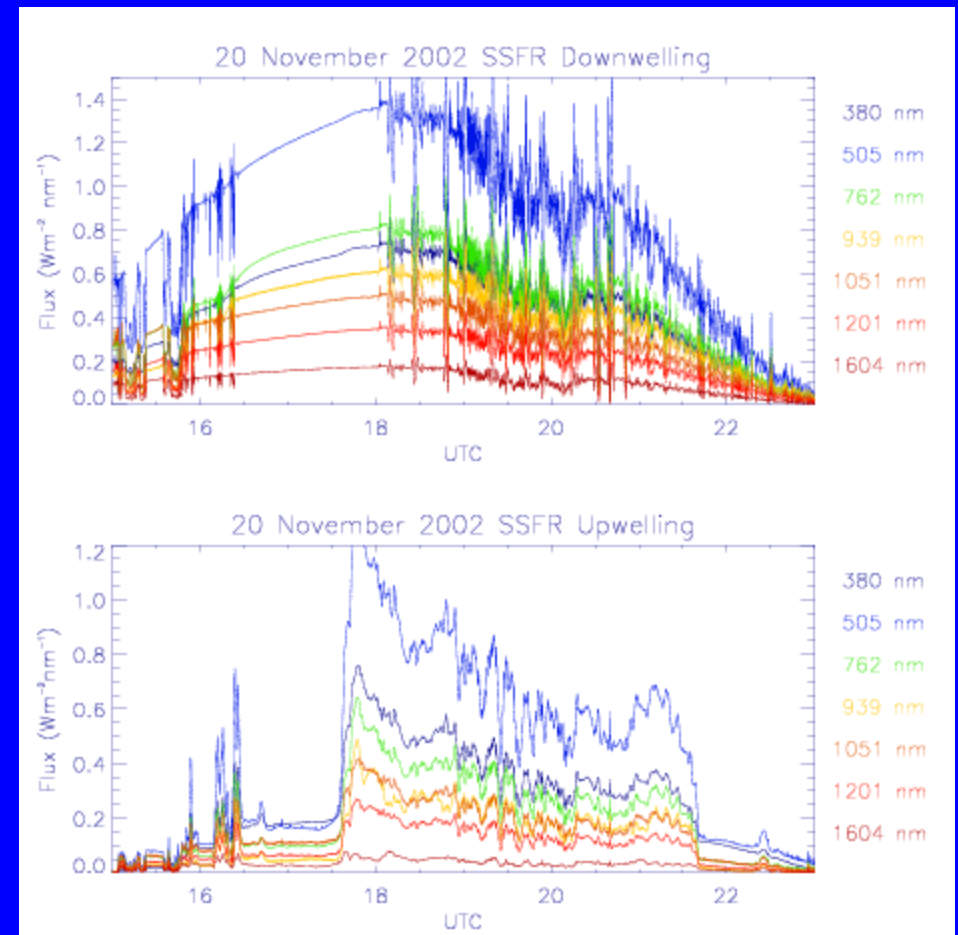 20 November 2002 SSFR Downwelling
1.4
1.2
1.0
0.8
0.6
0.4
0.2
0.0
Flux (Wm⁻² nm⁻¹)
16 18 20 22
UTC
380 nm
505 nm
762 nm
939 nm
1051 nm
1201 nm
1604 nm
20 November 2002 SSFR Upwelling
1.2
1.0
0.8
0.6
0.4
0.2
0.0
Flux (Wm⁻²nm⁻¹)
16 18 20 22
UTC
380 nm
505 nm
762 nm
939 nm
1051 nm
1201 nm
1604 nm